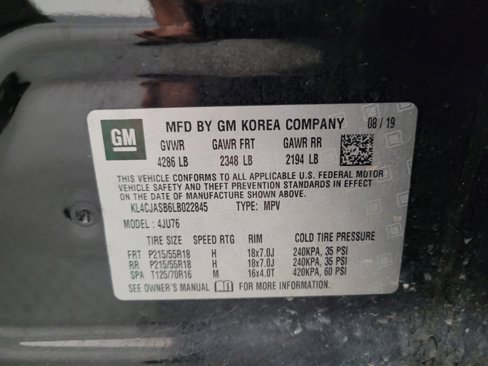 GM
MFD BY GM KOREA COMPANY 08 / 19
GVWR GAWR FRT GAWR RR
4286 LB 2348 LB 2194 LB
THIS VEHICLE CONFORMS TO ALL APPLICABLE U.S. FEDERAL MOTOR
VEHICLE SAFETY AND THEFT PREVENTION STANDARDS IN EFFECT
ON THE DATE OF MANUFACTURE SHOWN ABOVE.
KL4CJASB6LB022845 TYPE: MPV
MODEL : 4JU76
TIRE SIZE SPEED RTG RIM COLD TIRE PRESSURE
FRT P215/55R18 H 18x7.0J 240KPA, 35 PSI
RR P215/55R18 H 18x7.0J 240KPA, 35 PSI
SPA T125/70R16 M 16x4.0T 420KPA, 60 PSI
SEE OWNER'S MANUAL FOR MORE INFORMATION.